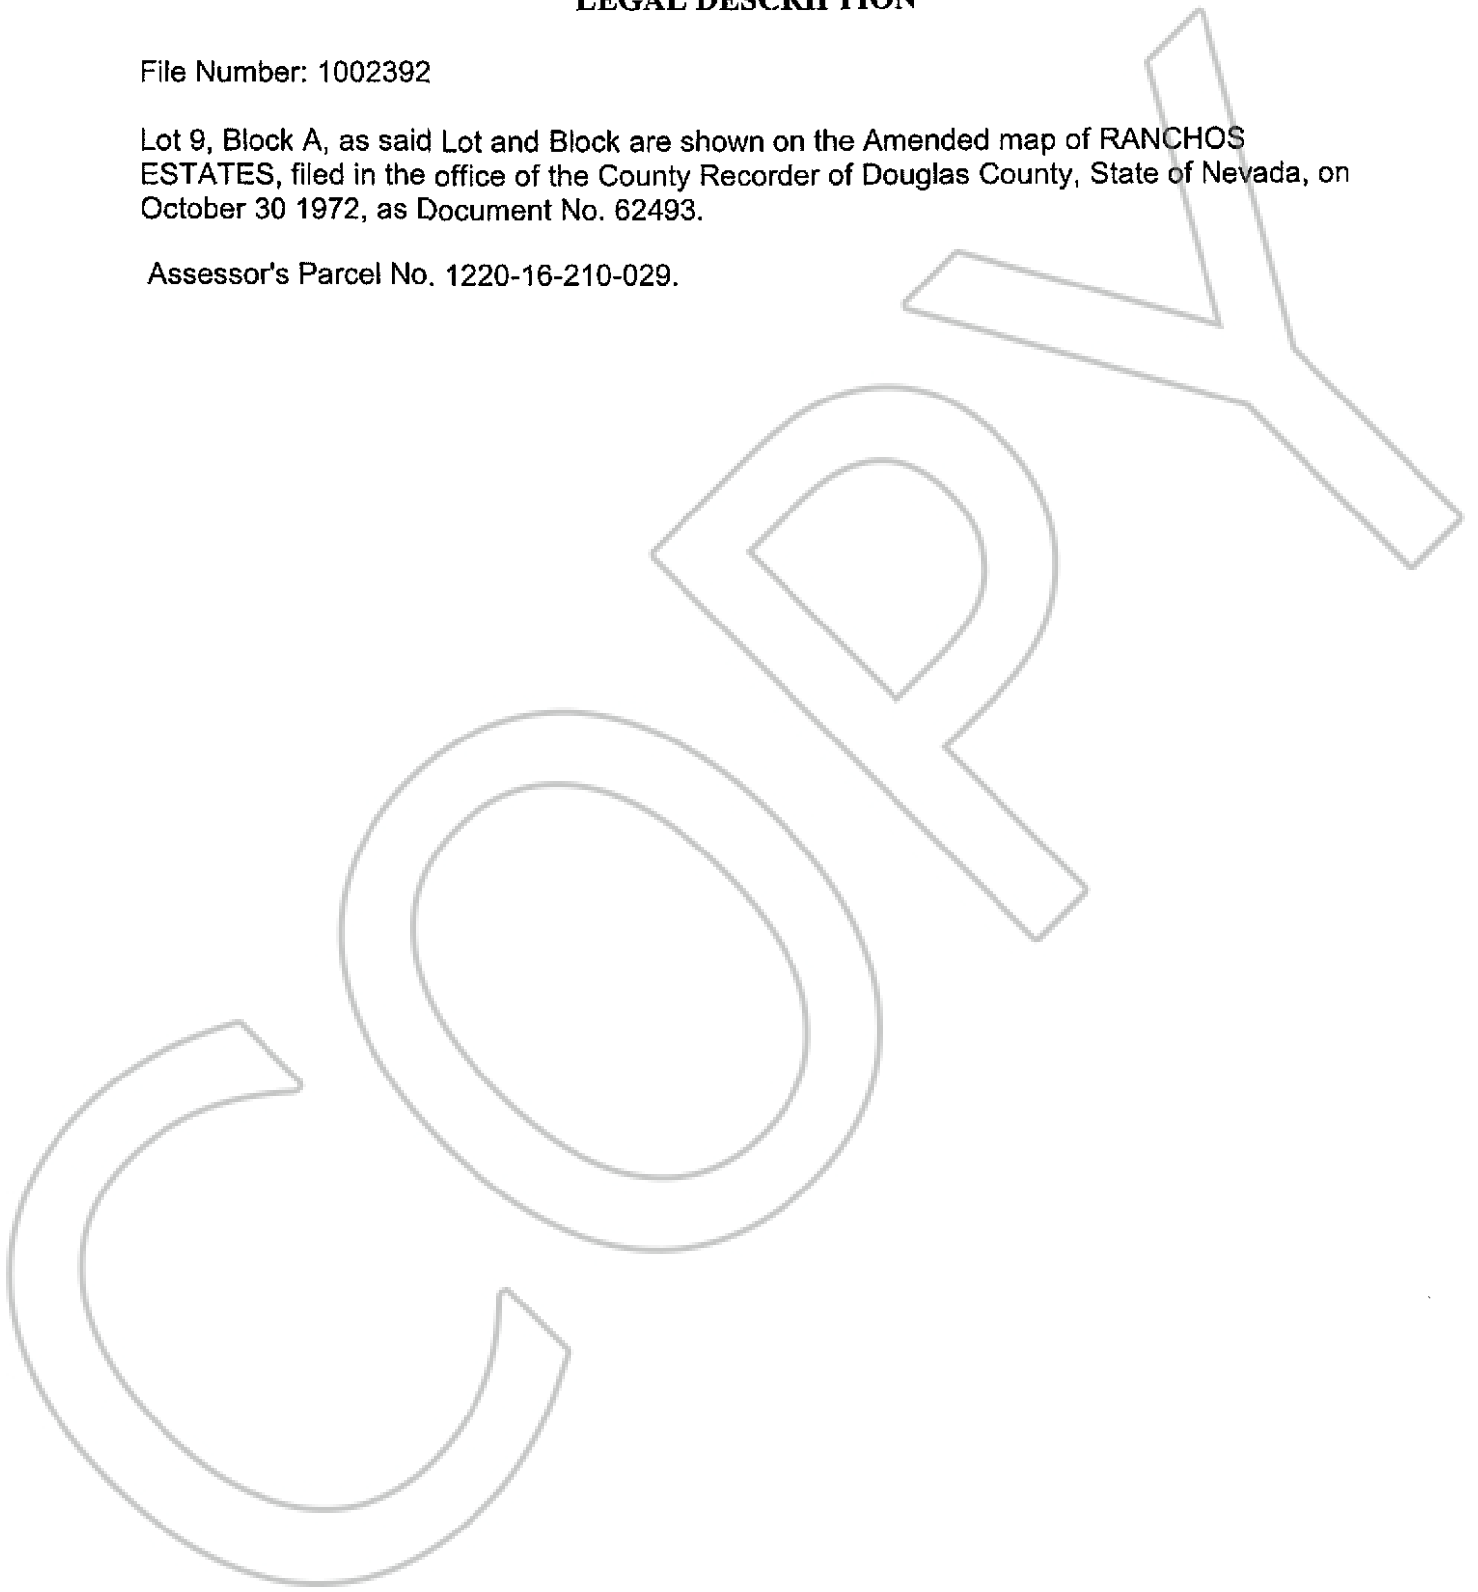 LEGAL DESCRIPTION
File Number: 1002392
Lot 9, Block A, as said Lot and Block are shown on the Amended map of RANCHOS
ESTATES, filed in the office of the County Recorder of Douglas County, State of Nevada, on
October 30 1972, as Document No. 62493.
Assessor's Parcel No. 1220-16-210-029.
COPY